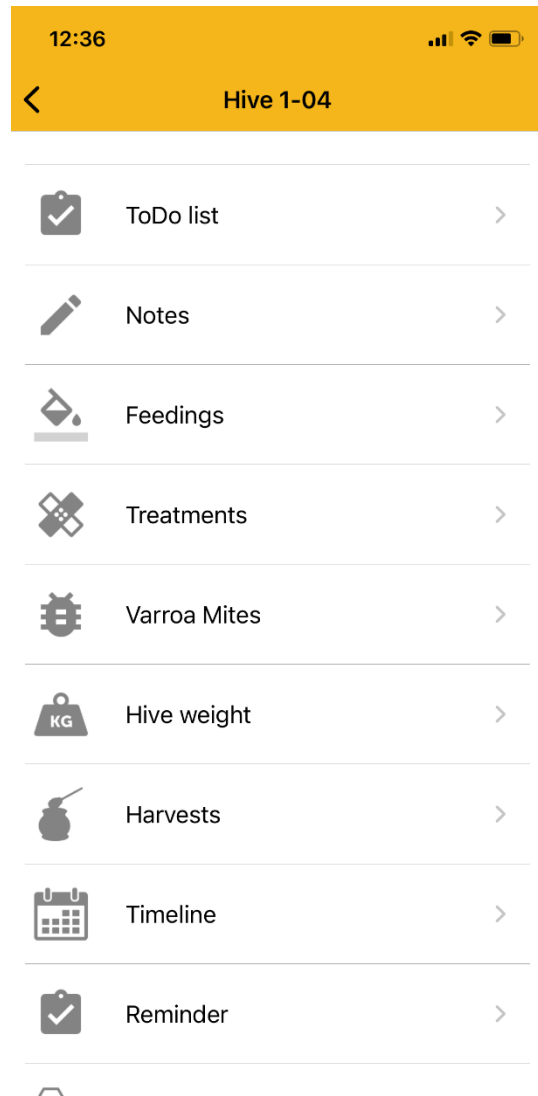 12:36
Hive 1-04
ToDo list
Notes
Feedings
Treatments
Varroa Mites
KG
Hive weight
Harvests
Timeline
Reminder